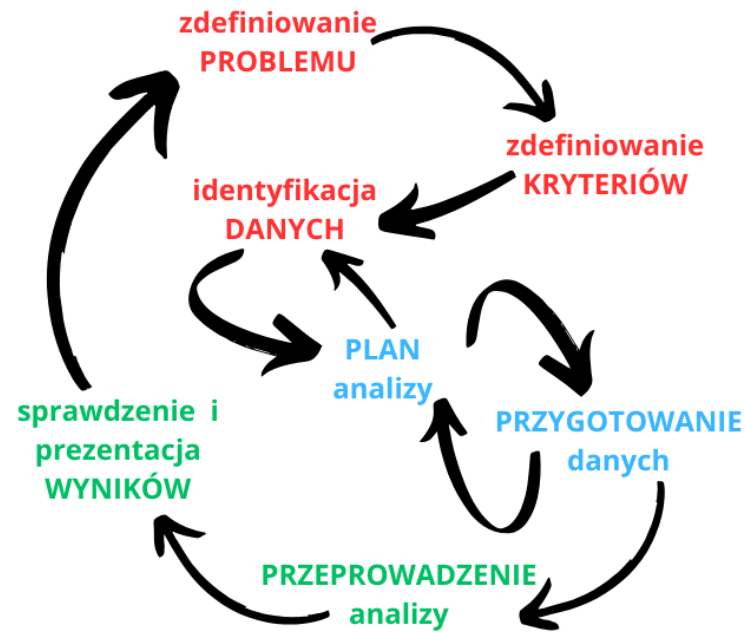 zdefiniowanie
PROBLEMU
zdefiniowanie
KRYTERIÓW
identyfikacja
DANYCH
PLAN
analizy
PRZYGOTOWANIE
danych
PRZEPROWADZENIE
analizy
sprawdzenie i
prezentacja
WYNIKÓW